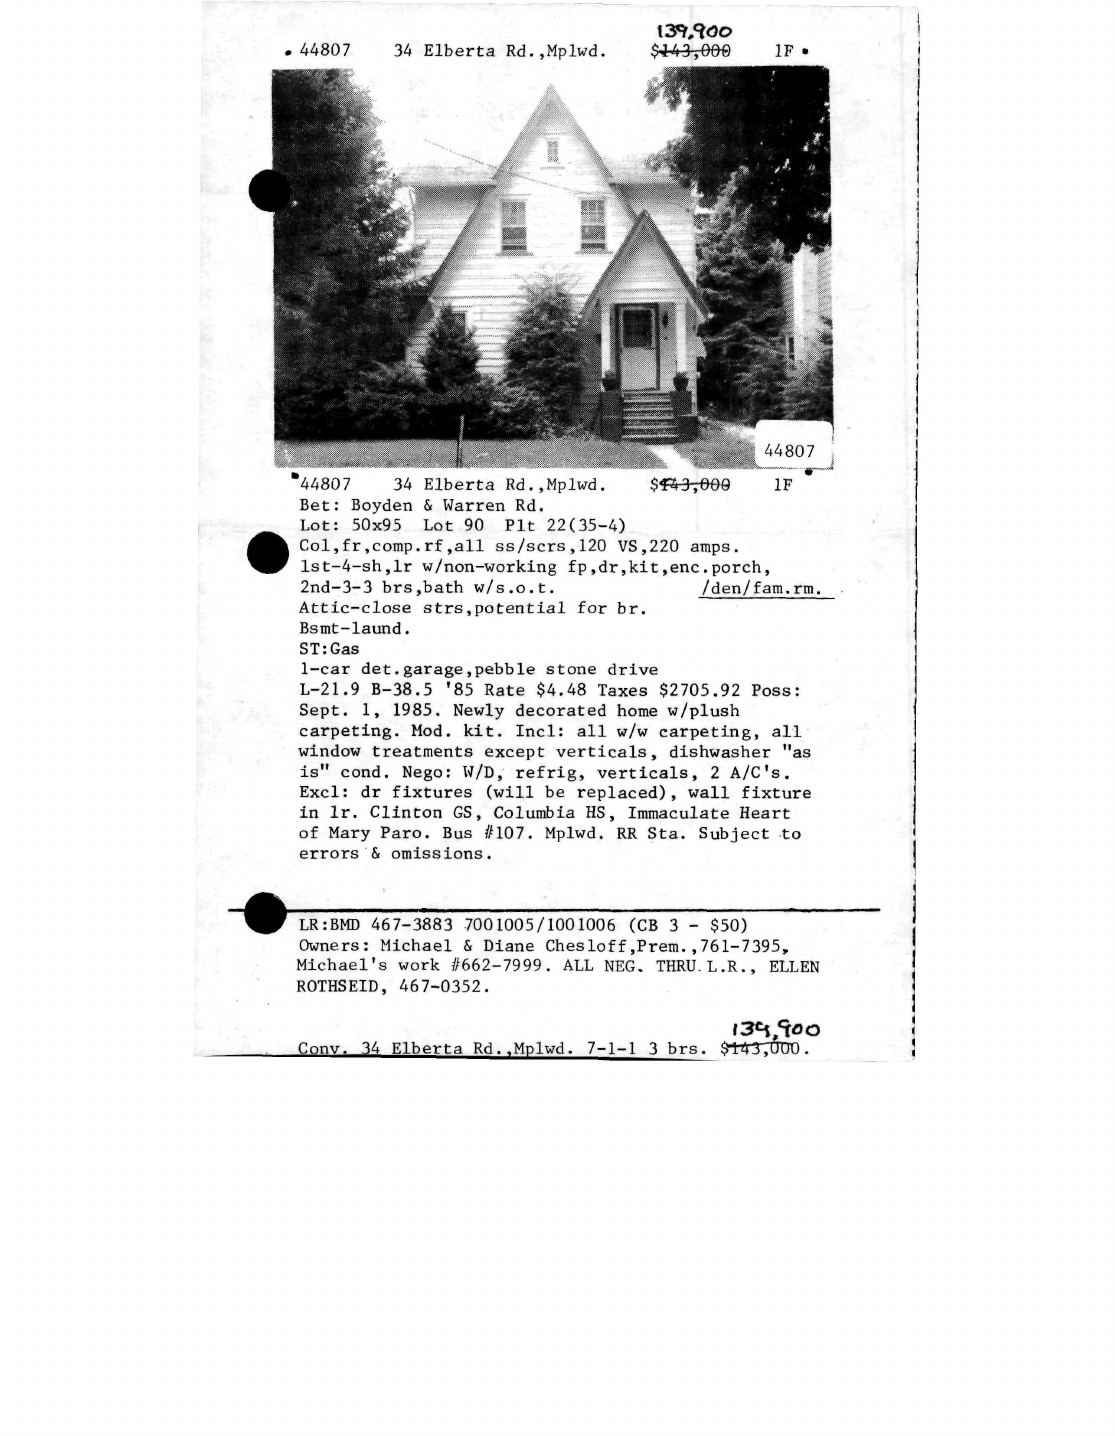 139,900
44807 34 Elberta Rd.,Mplwd. $143,000 1F
44807
44807 34 Elberta Rd.,Mplwd. $143,000 1F
Bet: Boyden & Warren Rd.
Lot: 50x95 Lot 90 Plt 22(35-4)
Col,fr,comp.rf,all ss/scrs,120 VS,220 amps.
1st-4-sh,lr w/non-working fp,dr,kit,enc.porch,
2nd-3-3 brs,bath w/s.o.t. /den/fam.rm.
Attic-close strs,potential for br.
Bsmt-laund.
ST:Gas
1-car det.garage,pebble stone drive
L-21.9 B-38.5 '85 Rate $4.48 Taxes $2705.92 Poss:
Sept. 1, 1985. Newly decorated home w/plush
carpeting. Mod. kit. Incl: all w/w carpeting, all
window treatments except verticals, dishwasher "as
is" cond. Nego: W/D, refrig, verticals, 2 A/C's.
Excl: dr fixtures (will be replaced), wall fixture
in lr. Clinton GS, Columbia HS, Immaculate Heart
of Mary Paro. Bus #107. Mplwd. RR Sta. Subject to
errors & omissions.
LR:BMD 467-3883 7001005/1001006 (CB 3 - $50)
Owners: Michael & Diane Chesloff,Prem.,761-7395,
Michael's work #662-7999. ALL NEG. THRU L.R., ELLEN
ROTHSEID, 467-0352.
139,900
Conv. 34 Elberta Rd.,Mplwd. 7-1-1 3 brs. $143,000.